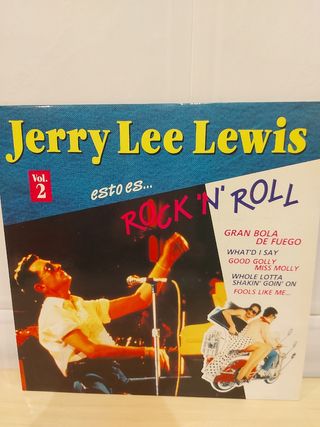 Jerry Lee Lewis
Vol.
2
esto es...
ROCK 'N' ROLL
GRAN BOLA
DE FUEGO
WHAT'D I SAY
GOOD GOLLY
MISS MOLLY
WHOLE LOTTA
SHAKIN' GOIN' ON
FOOLS LIKE ME...